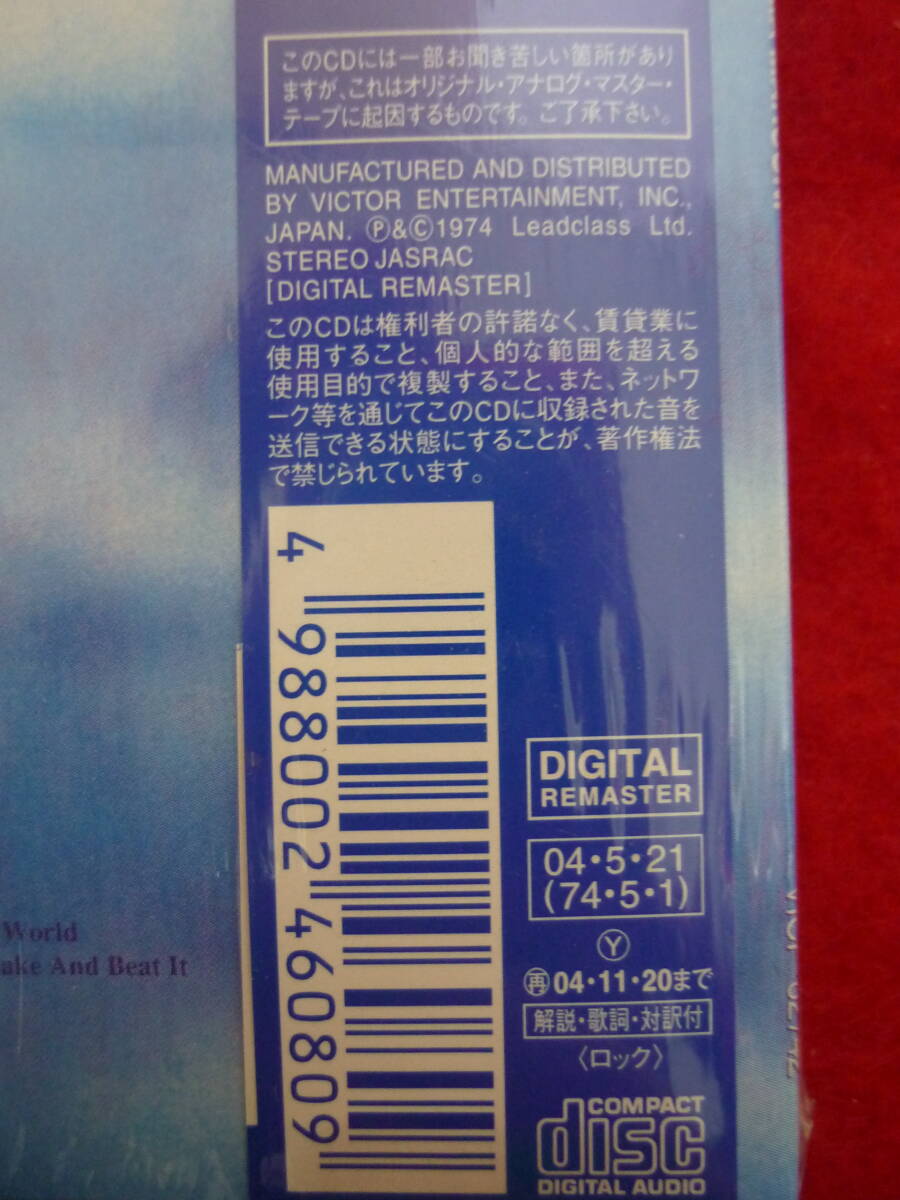 このCDには一部お聞き苦しい箇所があり
ますが、これはオリジナル・アナログ・マスター・
テープに起因するものです。ご了承下さい。
MANUFACTURED AND DISTRIBUTED
BY VICTOR ENTERTAINMENT, INC.,
JAPAN. Ⓟ&Ⓒ1974 Leadclass Ltd.
STEREO JASRAC
[DIGITAL REMASTER]
このCDは権利者の許諾なく、賃貸業に
使用すること、個人的な範囲を超える
使用目的で複製すること、また、ネットワ
ーク等を通じてこのCDに収録された音を
送信できる状態にすることが、著作権法
で禁じられています。
4 988002 460809
DIGITAL
REMASTER
04・5・21
(74・5・1)
Ⓨ
㊢04・11・20まで
解説・歌詞・対訳付
〈ロック〉
COMPACT
disc
DIGITAL AUDIO
World
ake And Beat It